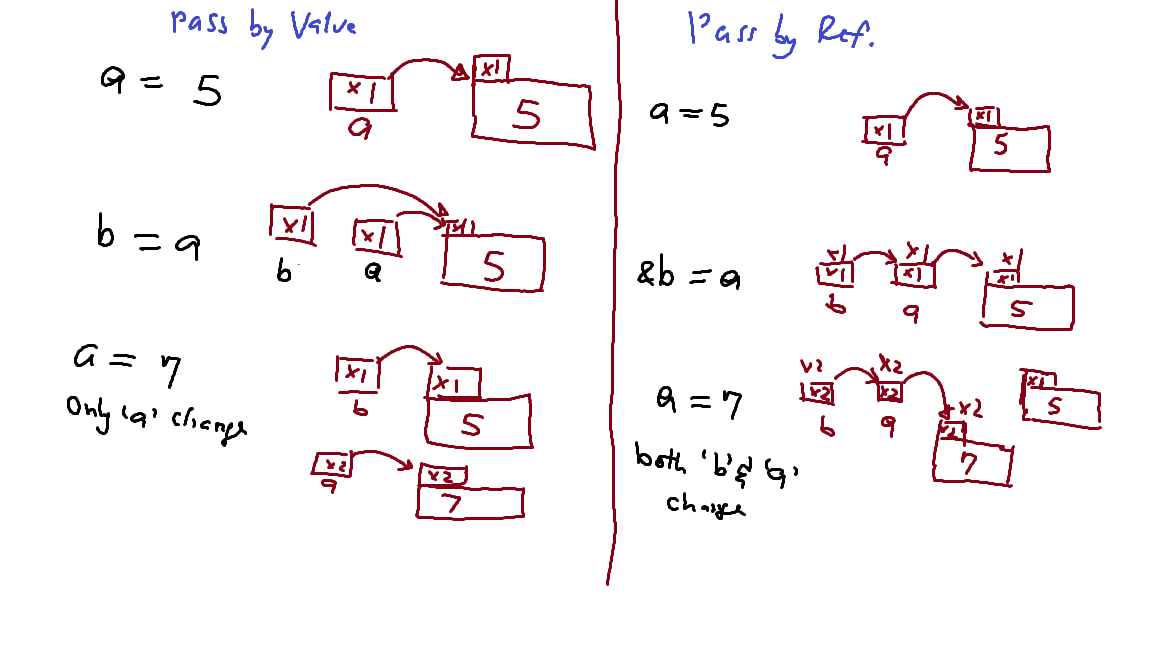 Pass by Value
a = 5
x1
x1
5
a
b = a
x1
x1
x1
5
b
a
a = 7
Only 'a' change
x1
x1
b
5
x2
x2
a
7
Pass by Ref.
a = 5
x1
x1
5
a
&b = a
x1
x1
x1
x1
x1
x1
5
b
a
a = 7
both 'b' & 'a'
change
x2
x2
x2
x2
b
a
x2
x2
7
x1
5